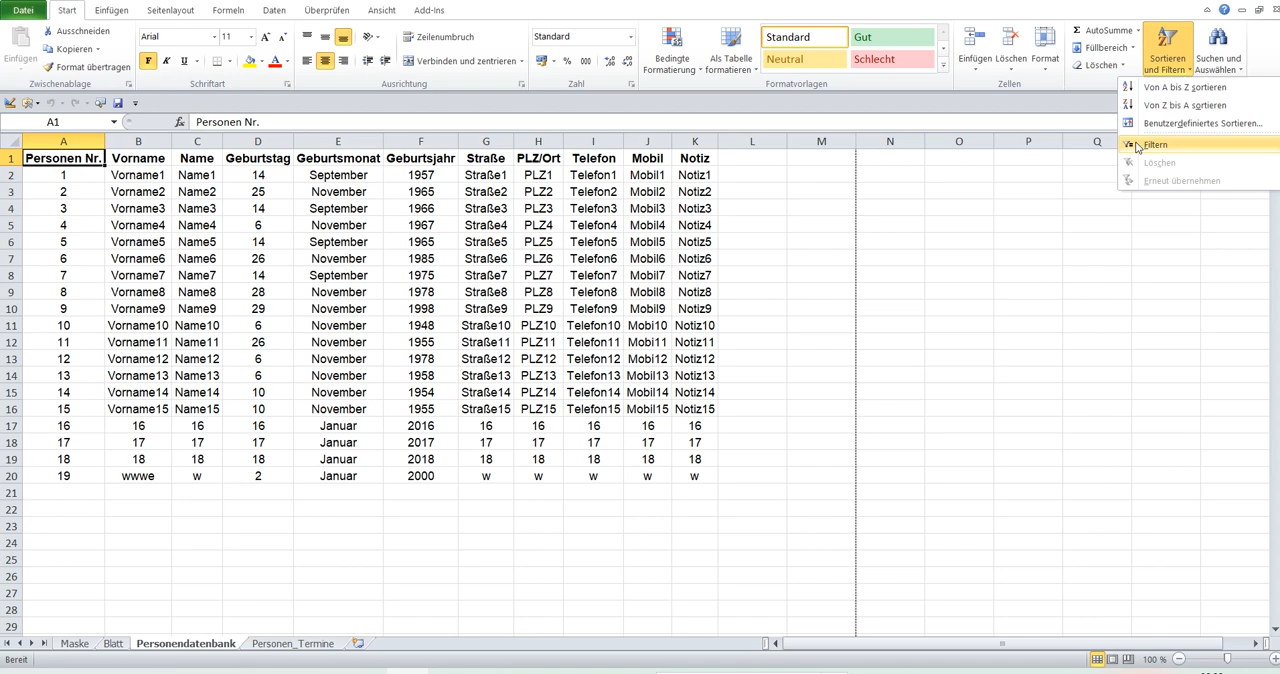 Datei Start Einfügen Seitenlayout Formeln Daten Überprüfen Ansicht Add-Ins
Einfügen
Ausschneiden
Kopieren
Format übertragen
Zwischenablage
Arial 11
F K U
Schriftart
Zeilenumbruch
Verbinden und zentrieren
Ausrichtung
Standard
% 000
Zahl
Bedingte Formatierung
Als Tabelle formatieren
Standard Gut
Neutral Schlecht
Formatvorlagen
Einfügen Löschen Format
Zellen
AutoSumme
Füllbereich
Löschen
Sortieren und Filtern
Suchen und Auswählen
Von A bis Z sortieren
Von Z bis A sortieren
Benutzerdefiniertes Sortieren...
Filtern
Löschen
Erneut übernehmen
A1 fx Personen Nr.
A B C D E F G H I J K L M N O P Q
1 Personen Nr. Vorname Name Geburtstag Geburtsmonat Geburtsjahr Straße PLZ/Ort Telefon Mobil Notiz
2 1 Vorname1 Name1 14 September 1957 Straße1 PLZ1 Telefon1 Mobil1 Notiz1
3 2 Vorname2 Name2 25 November 1965 Straße2 PLZ2 Telefon2 Mobil2 Notiz2
4 3 Vorname3 Name3 14 September 1966 Straße3 PLZ3 Telefon3 Mobil3 Notiz3
5 4 Vorname4 Name4 6 November 1967 Straße4 PLZ4 Telefon4 Mobil4 Notiz4
6 5 Vorname5 Name5 14 September 1965 Straße5 PLZ5 Telefon5 Mobil5 Notiz5
7 6 Vorname6 Name6 26 November 1985 Straße6 PLZ6 Telefon6 Mobil6 Notiz6
8 7 Vorname7 Name7 14 September 1975 Straße7 PLZ7 Telefon7 Mobil7 Notiz7
9 8 Vorname8 Name8 28 November 1978 Straße8 PLZ8 Telefon8 Mobil8 Notiz8
10 9 Vorname9 Name9 29 November 1998 Straße9 PLZ9 Telefon9 Mobil9 Notiz9
11 10 Vorname10 Name10 6 November 1948 Straße10 PLZ10 Telefon10 Mobi10 Notiz10
12 11 Vorname11 Name11 26 November 1955 Straße11 PLZ11 Telefon11 Mobi11 Notiz11
13 12 Vorname12 Name12 6 November 1978 Straße12 PLZ12 Telefon12 Mobil12 Notiz12
14 13 Vorname13 Name13 6 November 1958 Straße13 PLZ13 Telefon13 Mobil13 Notiz13
15 14 Vorname14 Name14 10 November 1954 Straße14 PLZ14 Telefon14 Mobil14 Notiz14
16 15 Vorname15 Name15 10 November 1955 Straße15 PLZ15 Telefon15 Mobil15 Notiz15
17 16 16 16 16 Januar 2016 16 16 16 16 16
18 17 17 17 17 Januar 2017 17 17 17 17 17
19 18 18 18 18 Januar 2018 18 18 18 18 18
20 19 wwwe w 2 Januar 2000 w w w w w
21
22
23
24
25
26
27
28
29
Maske Blatt Personendatenbank Personen_Termine
Bereit 100 %